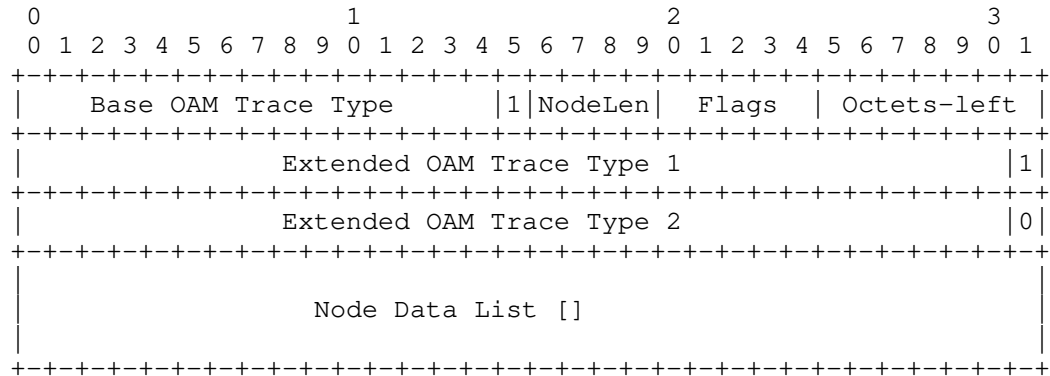 0                   1                   2                   3
 0 1 2 3 4 5 6 7 8 9 0 1 2 3 4 5 6 7 8 9 0 1 2 3 4 5 6 7 8 9 0 1
+-+-+-+-+-+-+-+-+-+-+-+-+-+-+-+-+-+-+-+-+-+-+-+-+-+-+-+-+-+-+-+-+
|    Base OAM Trace Type      |1|NodeLen|  Flags  | Octets-left |
+-+-+-+-+-+-+-+-+-+-+-+-+-+-+-+-+-+-+-+-+-+-+-+-+-+-+-+-+-+-+-+-+
|                Extended OAM Trace Type 1                    |1|
+-+-+-+-+-+-+-+-+-+-+-+-+-+-+-+-+-+-+-+-+-+-+-+-+-+-+-+-+-+-+-+-+
|                Extended OAM Trace Type 2                    |0|
+-+-+-+-+-+-+-+-+-+-+-+-+-+-+-+-+-+-+-+-+-+-+-+-+-+-+-+-+-+-+-+-+
|                                                               |
|                  Node Data List []                            |
|                                                               |
+-+-+-+-+-+-+-+-+-+-+-+-+-+-+-+-+-+-+-+-+-+-+-+-+-+-+-+-+-+-+-+-+